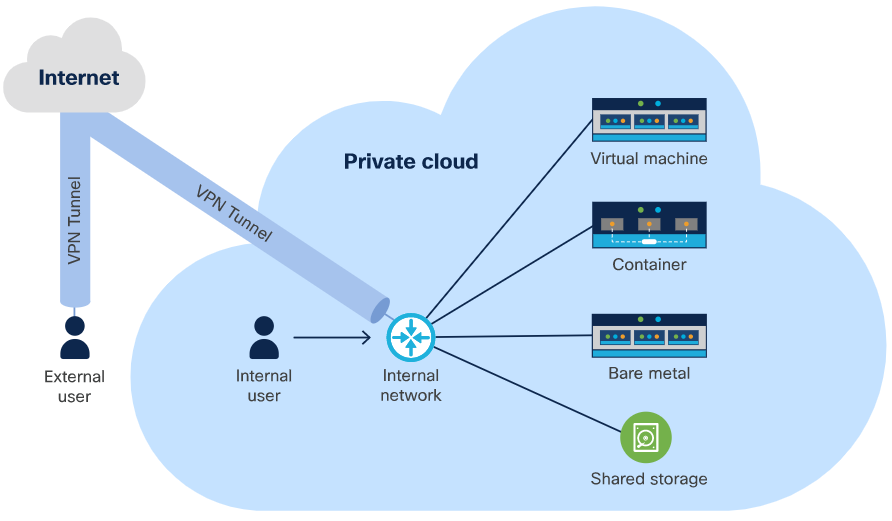 Internet
Private cloud
VPN Tunnel
VPN Tunnel
Virtual machine
Container
Bare metal
Shared storage
External
user
Internal
user
Internal
network